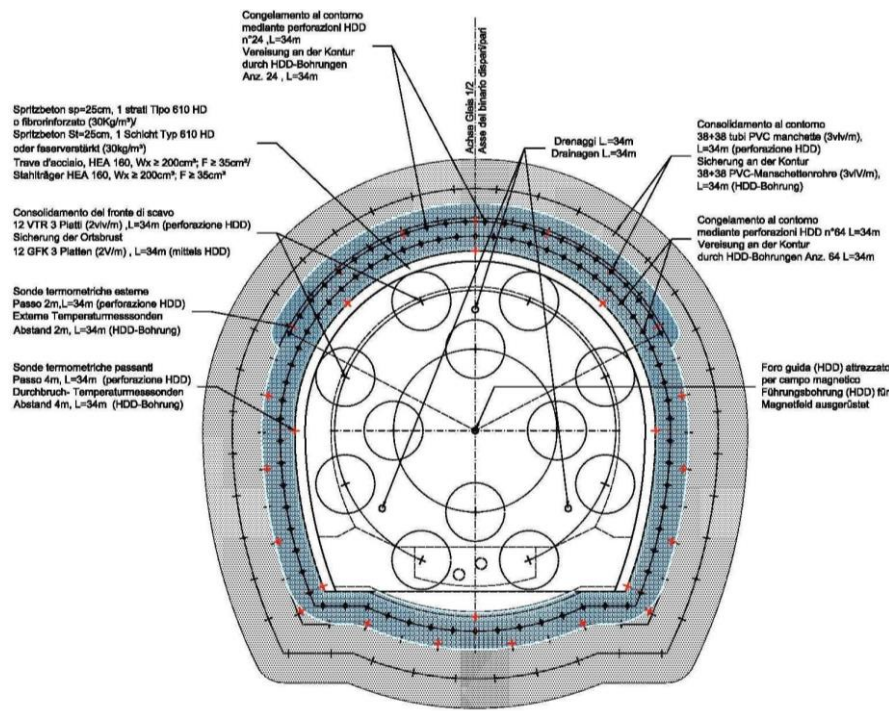 Congelamento al contorno
mediante perforazioni HDD
n°24 ,L=34m
Vereisung an der Kontur
durch HDD-Bohrungen
Anz. 24 , L=34m
Spritzbeton sp=25cm, 1 strati Tipo 610 HD
o fibrorinforzato (30Kg/m³)/
Spritzbeton St=25cm, 1 Schicht Typ 610 HD
oder faserverstärkt (30kg/m³)
Trave d'acciaio, HEA 160, Wx ≥ 200cm³; F ≥ 35cm²/
Stahlträger HEA 160, Wx ≥ 200cm³; F ≥ 35cm²
Consolidamento del fronte di scavo
12 VTR 3 Piatti (2vlv/m) ,L=34m (perforazione HDD)
Sicherung der Ortsbrust
12 GFK 3 Platten (2V/m) , L=34m (mittels HDD)
Sonde termometriche esterne
Passo 2m,L=34m (perforazione HDD)
Externe Temperaturmesssonden
Abstand 2m, L=34m (HDD-Bohrung)
Sonde termometriche passanti
Passo 4m, L=34m (perforazione HDD)
Durchbruch- Temperaturmesssonden
Abstand 4m, L=34m (HDD-Bohrung)
Achse Gleis 1/2
Asse del binario dispari/pari
Drenaggi L.=34m
Drainagen L.=34m
Consolidamento al contorno
38+38 tubi PVC manchette (3vlv/m),
L=34m (perforazione HDD)
Sicherung an der Kontur
38+38 PVC-Manschettenrohre (3vlV/m),
L=34m (HDD-Bohrung)
Congelamento al contorno
mediante perforazioni HDD n°64 L=34m
Vereisung an der Kontur
durch HDD-Bohrungen Anz. 64 L=34m
Foro guida (HDD) attrezzato
per campo magnetico
Führungsbohrung (HDD) für
Magnetfeld ausgerüstet